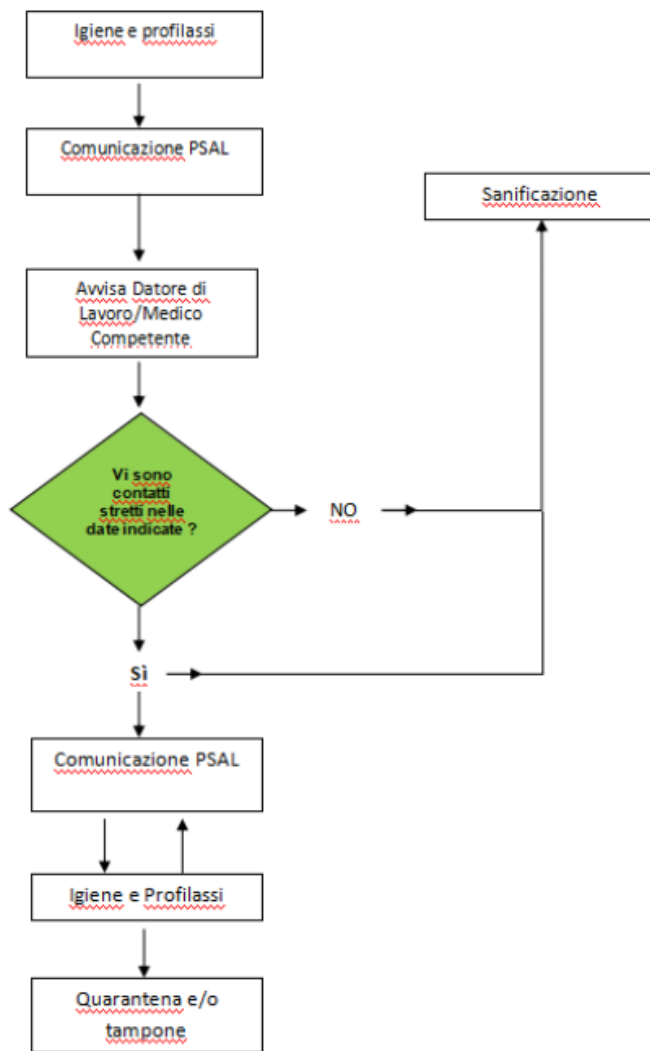 Igiene e profilassi
Comunicazione PSAL
Sanificazione
Avvisa Datore di
Lavoro/Medico
Competente
Vi sono
contatti
stretti nelle
date indicate ?
NO
Sì
Comunicazione PSAL
Igiene e Profilassi
Quarantena e/o
tampone